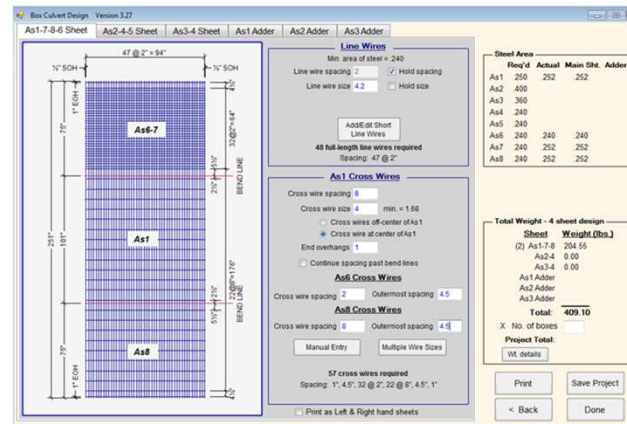 Box Culvert Design Version 3.27
As1-7-8-6 Sheet As2-4-5 Sheet As3-4 Sheet As1 Adder As2 Adder As3 Adder
47 @ 2" = 94"
½" SOH ½" SOH
1" EOH
4½"
75"
As6-7
32@2"=64"
5½"
2½"
BEND LINE
251"
101"
As1
22@8"=176"
2½"
5½"
BEND LINE
75"
As8
1" EOH
4½"
Line Wires
Min. area of steel = .240
Line wire spacing 2 Hold spacing
Line wire size 4.2 Hold size
Add/Edit Short
Line Wires
48 full-length line wires required
Spacing: 47 @ 2"
As1 Cross Wires
Cross wire spacing 8
Cross wire size 4 min. = 1.68
Cross wires off-center of As1
Cross wire at center of As1
End overhangs 1
Continue spacing past bend lines
As6 Cross Wires
Cross wire spacing 2 Outermost spacing 4.5
As8 Cross Wires
Cross wire spacing 8 Outermost spacing 4.5
Manual Entry Multiple Wire Sizes
57 cross wires required
Spacing: 1", 4.5", 32 @ 2", 22 @ 8", 4.5", 1"
Print as Left & Right hand sheets
Steel Area
Req'd Actual Main Sht. Adder
As1 .250 .252 .252
As2 .400
As3 .360
As4 .240
As5 .240
As6 .240 .240 .240
As7 .240 .252 .252
As8 .240 .252 .252
Total Weight - 4 sheet design
Sheet Weight (lbs.)
(2) As1-7-8 204.55
As2-4 0.00
As3-4 0.00
As1 Adder
As2 Adder
As3 Adder
Total: 409.10
X No. of boxes
Project Total:
Wt. details
Print Save Project
< Back Done